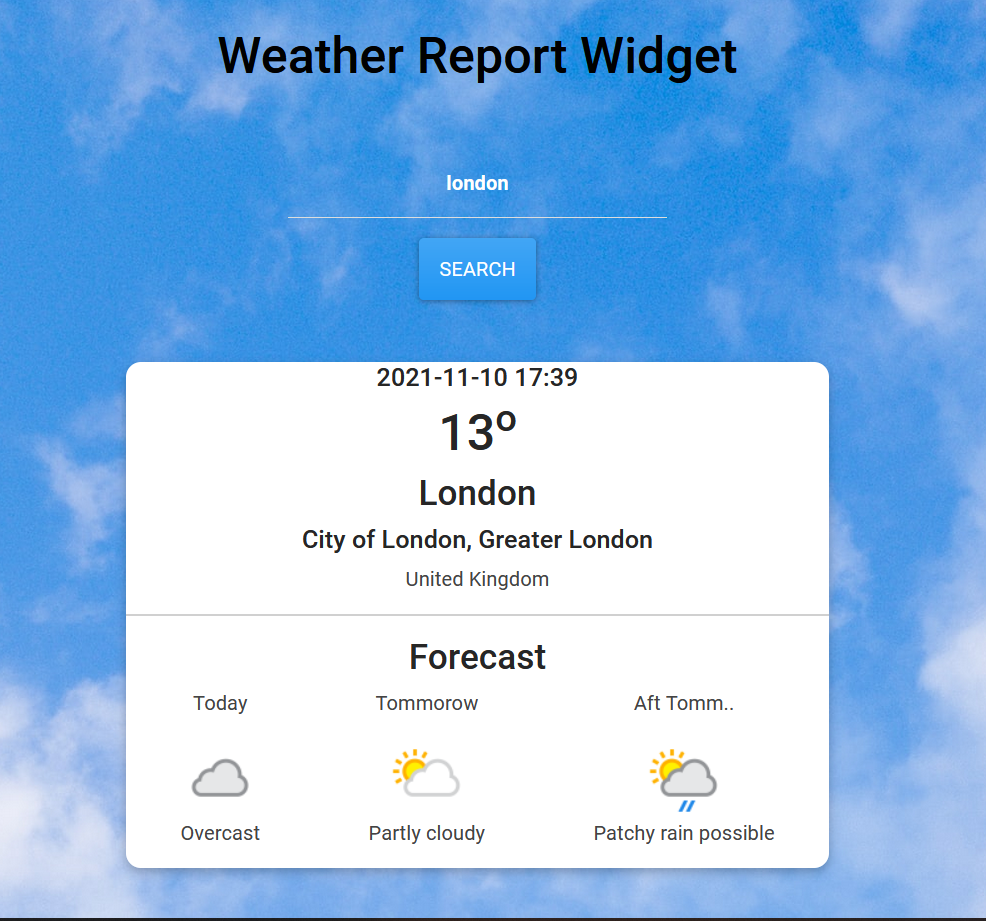 Weather Report Widget
london
SEARCH
2021-11-10 17:39
13º
London
City of London, Greater London
United Kingdom
Forecast
Today Tommorow Aft Tomm..
Overcast Partly cloudy Patchy rain possible